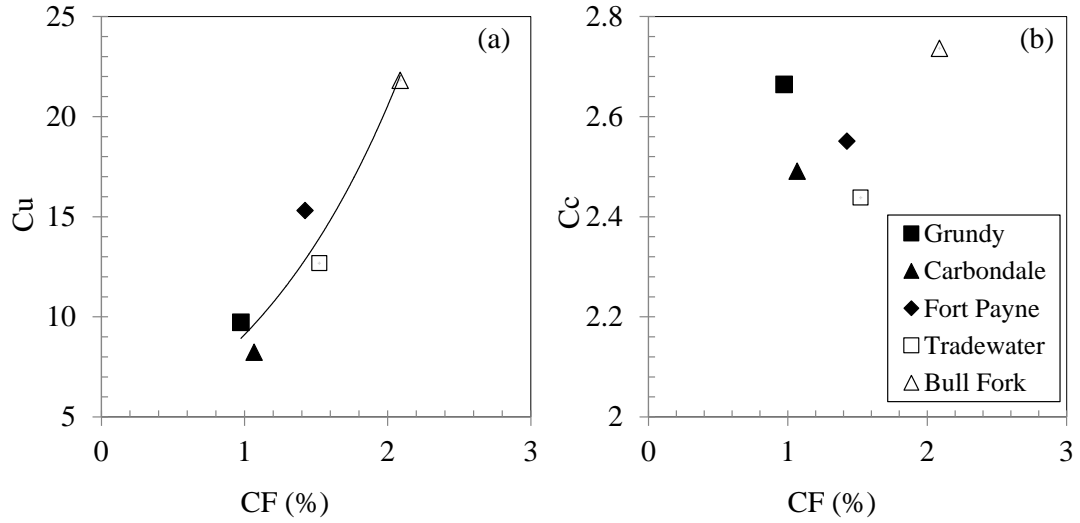 (a)
Cu
25
20
15
10
5
0
1
2
3
CF (%)
(b)
Cc
2.8
2.6
2.4
2.2
2
0
1
2
3
CF (%)
Grundy
Carbondale
Fort Payne
Tradewater
Bull Fork